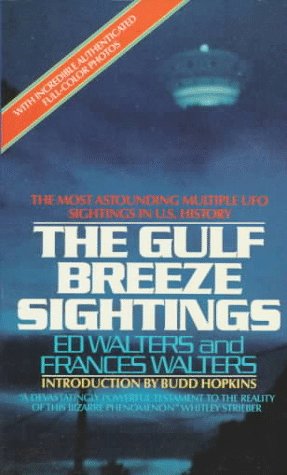 WITH INCREDIBLE AUTHENTICATED
FULL-COLOR PHOTOS
THE MOST ASTOUNDING MULTIPLE UFO
SIGHTINGS IN U.S. HISTORY
THE GULF
BREEZE
SIGHTINGS
ED WALTERS and
FRANCES WALTERS
INTRODUCTION BY BUDD HOPKINS
"A DEVASTATINGLY POWERFUL TESTAMENT TO THE REALITY
OF THIS BIZARRE PHENOMENON" WHITLEY STRIEBER